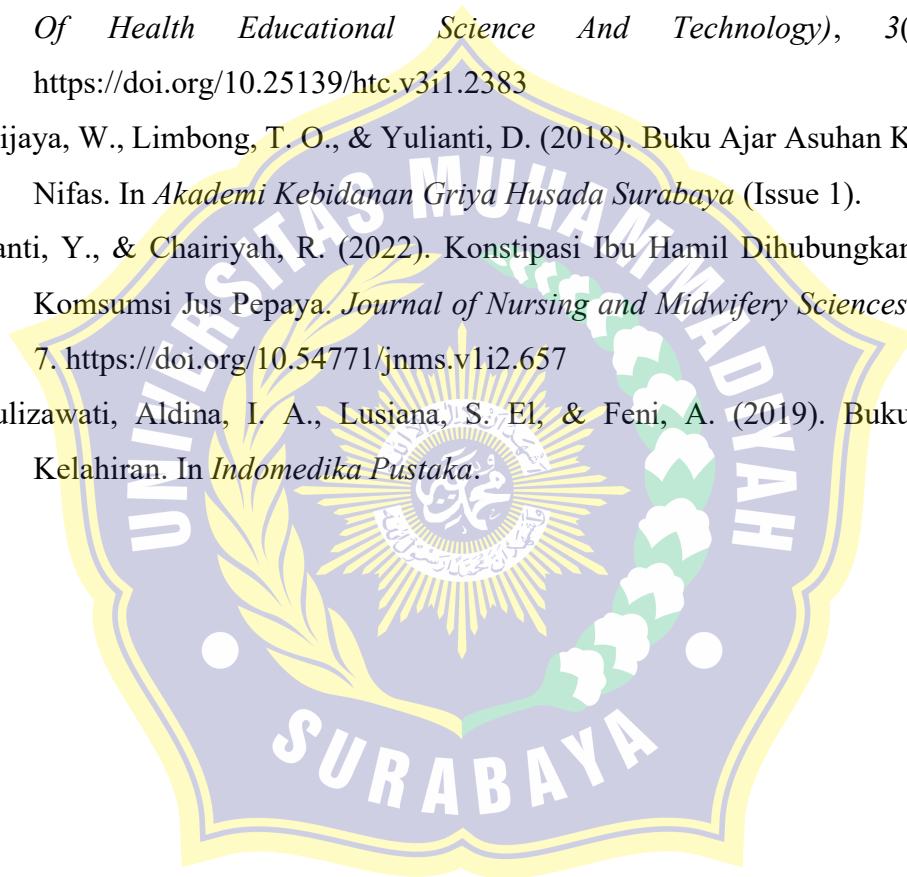 Of Health Educational Science And Technology), 3(
https://doi.org/10.25139/htc.v3i1.2383
ijaya, W., Limbong, T. O., & Yulianti, D. (2018). Buku Ajar Asuhan K
Nifas. In Akademi Kebidanan Griya Husada Surabaya (Issue 1).
anti, Y., & Chairiyah, R. (2022). Konstipasi Ibu Hamil Dihubungkan
Komsumsi Jus Pepaya. Journal of Nursing and Midwifery Sciences
7. https://doi.org/10.54771/jnms.v1i2.657
ulizawati, Aldina, I. A., Lusiana, S. El, & Feni, A. (2019). Buku
Kelahiran. In Indomedika Pustaka.
UNIVERSITAS MUHAMMADIYAH
SURABAYA